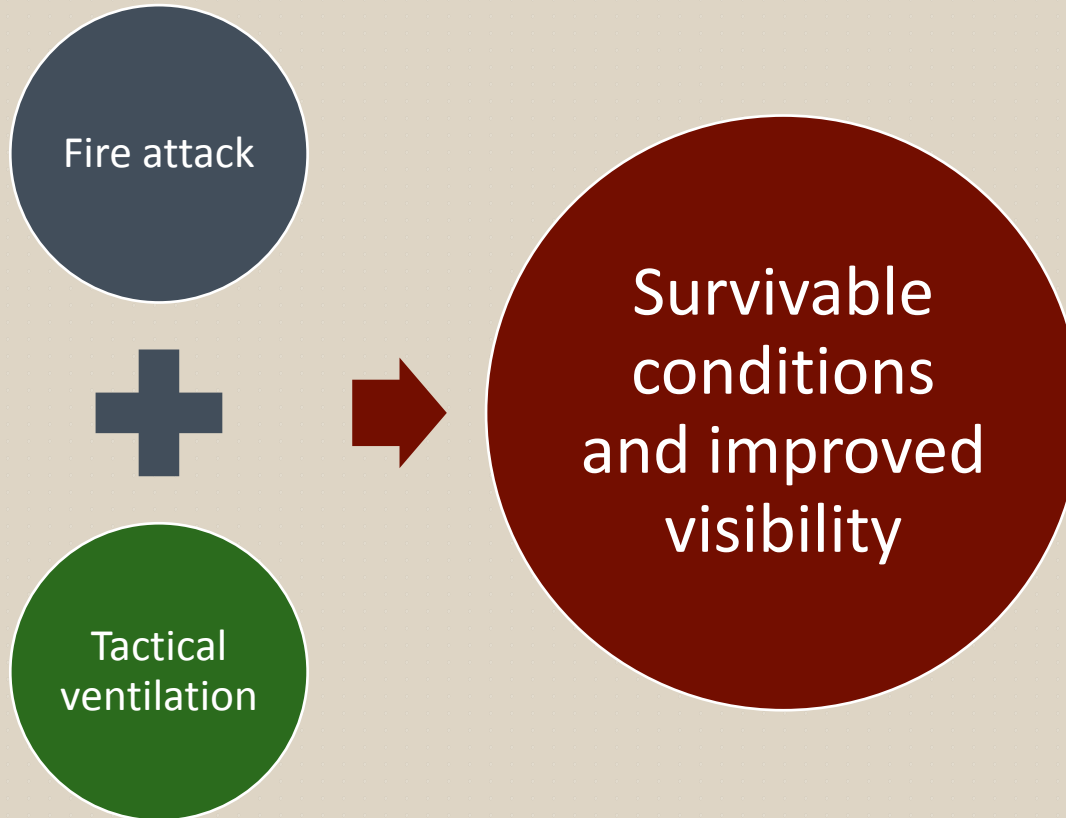 Fire attack
Tactical
ventilation
Survivable
conditions
and improved
visibility